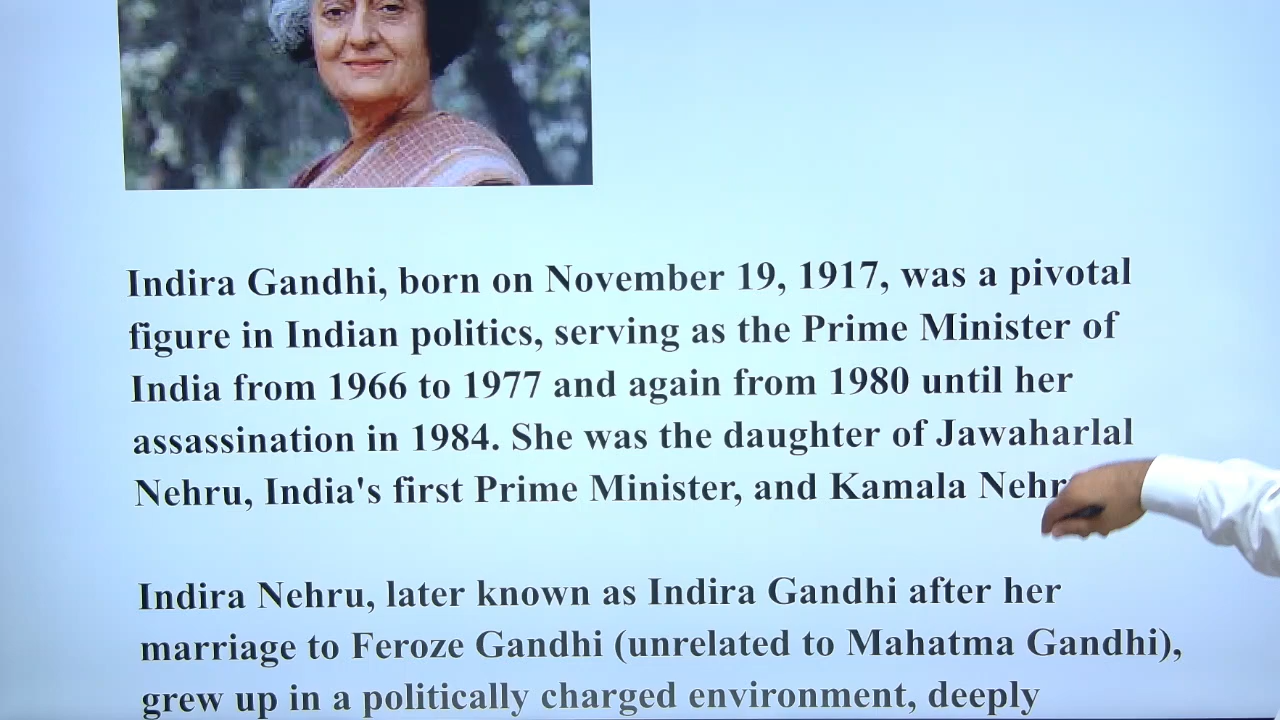 Indira Gandhi, born on November 19, 1917, was a pivotal
figure in Indian politics, serving as the Prime Minister of
India from 1966 to 1977 and again from 1980 until her
assassination in 1984. She was the daughter of Jawaharlal
Nehru, India's first Prime Minister, and Kamala
Indira Nehru, later known as Indira Gandhi after her
marriage to Feroze Gandhi (unrelated to Mahatma Gandhi),
grew up in a politically charged environment, deeply